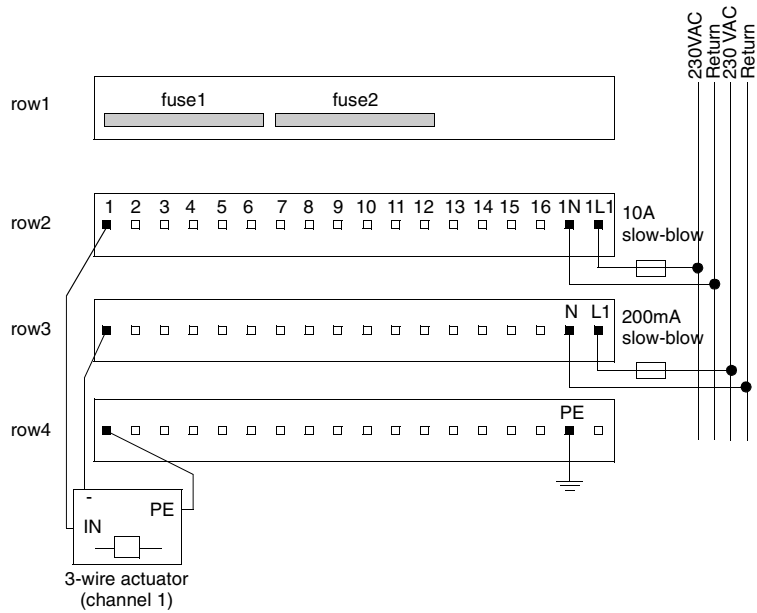 230VAC
Return
230 VAC
Return
row1
fuse1 fuse2
row2
1 2 3 4 5 6 7 8 9 10 11 12 13 14 15 16 1N 1L1
10A
slow-blow
row3
N L1
200mA
slow-blow
row4
PE
-
PE
IN
3-wire actuator
(channel 1)